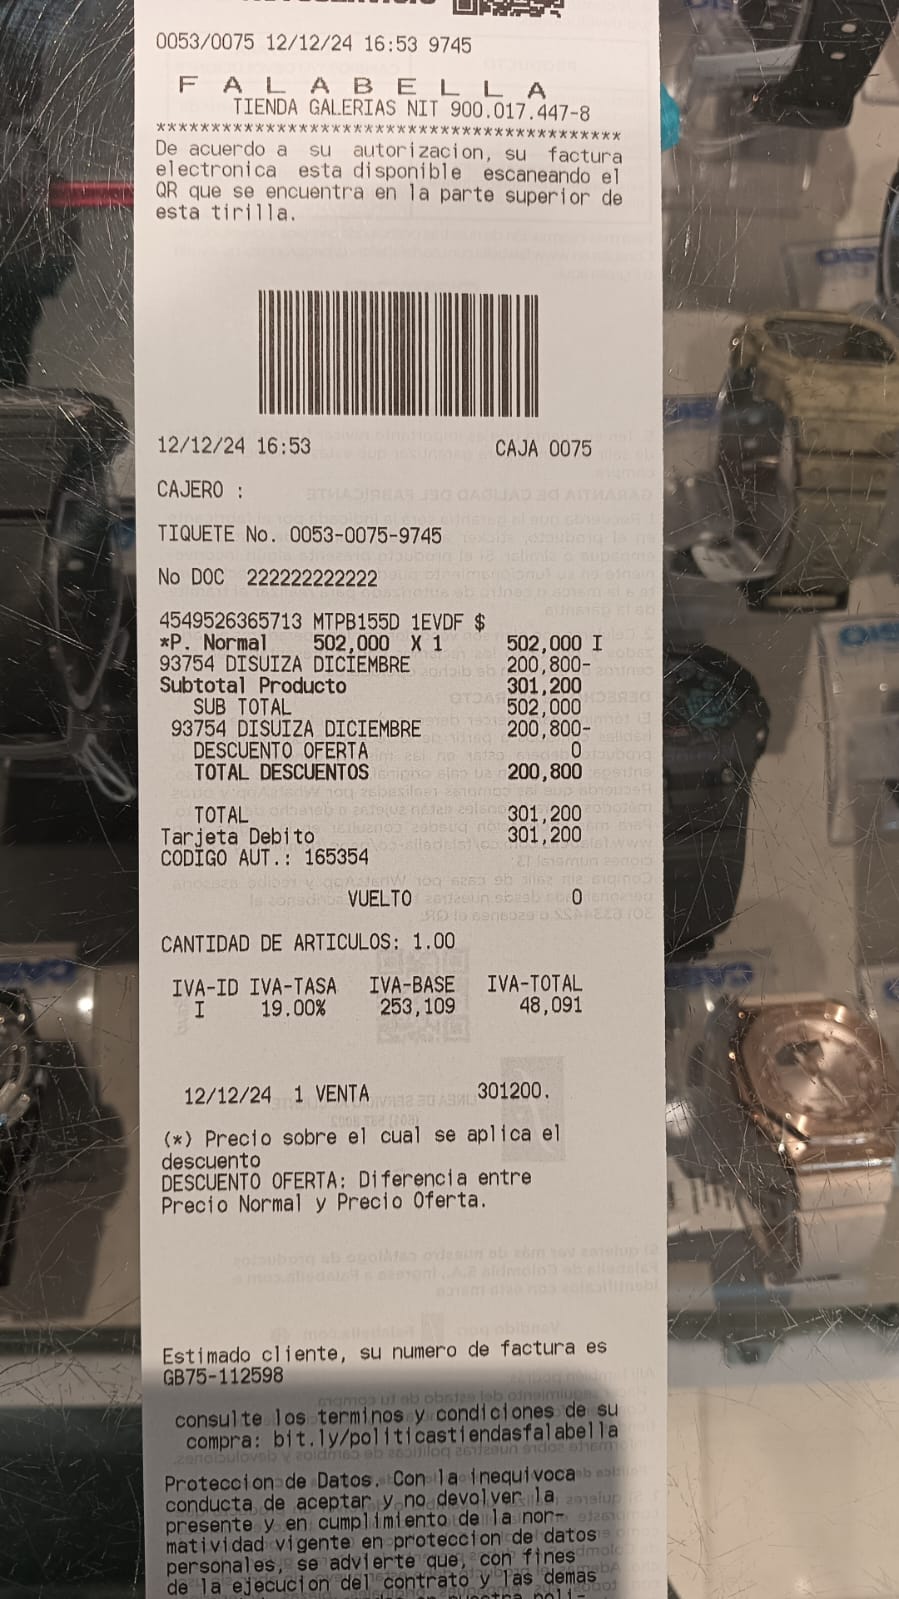 0053/0075 12/12/24 16:53 9745
F A L A B E L L A
TIENDA GALERIAS NIT 900.017.447-8
*******************************************
De acuerdo a su autorizacion, su factura
electronica esta disponible escaneando el
QR que se encuentra en la parte superior de
esta tirilla.
12/12/24 16:53 CAJA 0075
CAJERO :
TIQUETE No. 0053-0075-9745
No DOC 222222222222
4549526365713 MTPB155D 1EVDF $
*P. Normal 502,000 X 1 502,000 I
93754 DISUIZA DICIEMBRE 200,800-
Subtotal Producto 301,200
SUB TOTAL 502,000
93754 DISUIZA DICIEMBRE 200,800-
DESCUENTO OFERTA 0
TOTAL DESCUENTOS 200,800
TOTAL 301,200
Tarjeta Debito 301,200
CODIGO AUT.: 165354
VUELTO 0
CANTIDAD DE ARTICULOS: 1.00
IVA-ID IVA-TASA IVA-BASE IVA-TOTAL
I 19.00% 253,109 48,091
12/12/24 1 VENTA 301200.
(*) Precio sobre el cual se aplica el
descuento
DESCUENTO OFERTA: Diferencia entre
Precio Normal y Precio Oferta.
Estimado cliente, su numero de factura es
GB75-112598
consulte los terminos y condiciones de su
compra: bit.ly/politicastiendasfalabella
Proteccion de Datos. Con la inequivoca
conducta de aceptar y no devolver la
presente y en cumplimiento de la nor-
matividad vigente en proteccion de datos
personales, se advierte que, con fines
de la ejecucion del contrato y las demas